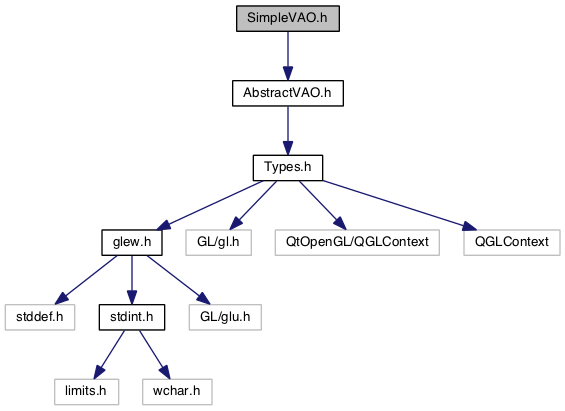 SimpleVAO.h
AbstractVAO.h
Types.h
glew.h
GL/gl.h
QtOpenGL/QGLContext
QGLContext
stddef.h
stdint.h
GL/glu.h
limits.h
wchar.h